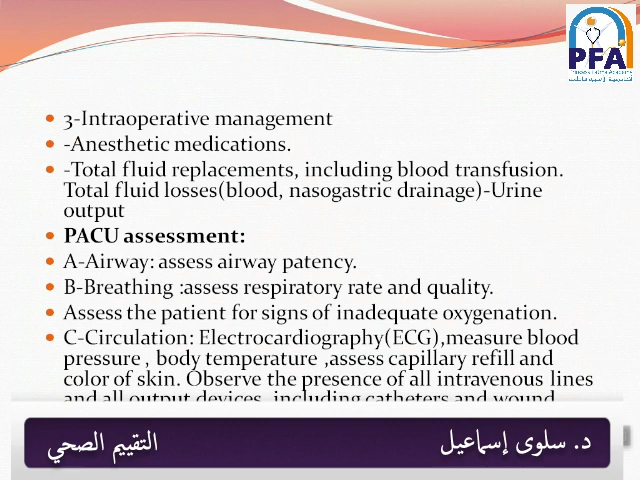 PFA
Princess Fatma Academy
3-Intraoperative management
-Anesthetic medications.
-Total fluid replacements, including blood transfusion.
Total fluid losses(blood, nasogastric drainage)-Urine
output
PACU assessment:
A-Airway: assess airway patency.
B-Breathing :assess respiratory rate and quality.
Assess the patient for signs of inadequate oxygenation.
C-Circulation: Electrocardiography(ECG),measure blood
pressure , body temperature ,assess capillary refill and
color of skin. Observe the presence of all intravenous lines
and all output devices, including catheters and wound
د. سلوى إسماعيل
التقييم الصحي